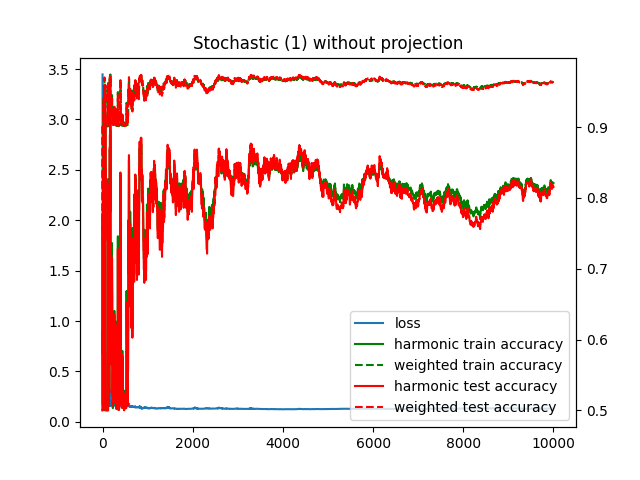 Stochastic (1) without projection
3.5
3.0
2.5
2.0
1.5
1.0
0.5
0.0
0.9
0.8
0.7
0.6
0.5
loss
harmonic train accuracy
weighted train accuracy
harmonic test accuracy
weighted test accuracy
0 2000 4000 6000 8000 10000